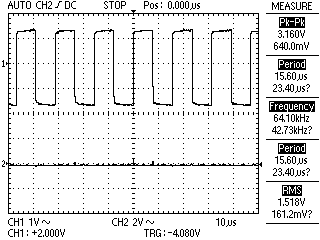 AUTO CH2 DC STOP Pos: 0.000µs MEASURE
1
2
Pk-Pk
3.160V
640.0mV
Period
15.60µs
23.40µs?
Frequency
64.10kHz
42.73kHz?
Period
15.60µs
23.40µs?
RMS
1.518V
161.2mV?
CH1 1V ~ CH2 2V ~ 10µs
CH1: +2.000V TRG: -4.080V